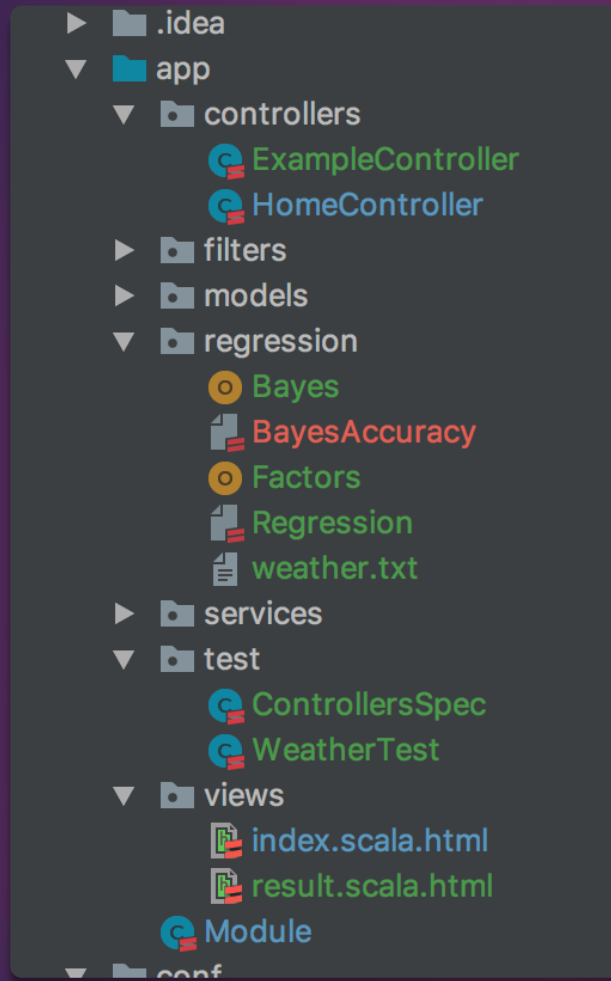 .idea
app
controllers
ExampleController
HomeController
filters
models
regression
Bayes
BayesAccuracy
Factors
Regression
weather.txt
services
test
ControllersSpec
WeatherTest
views
index.scala.html
result.scala.html
Module
conf